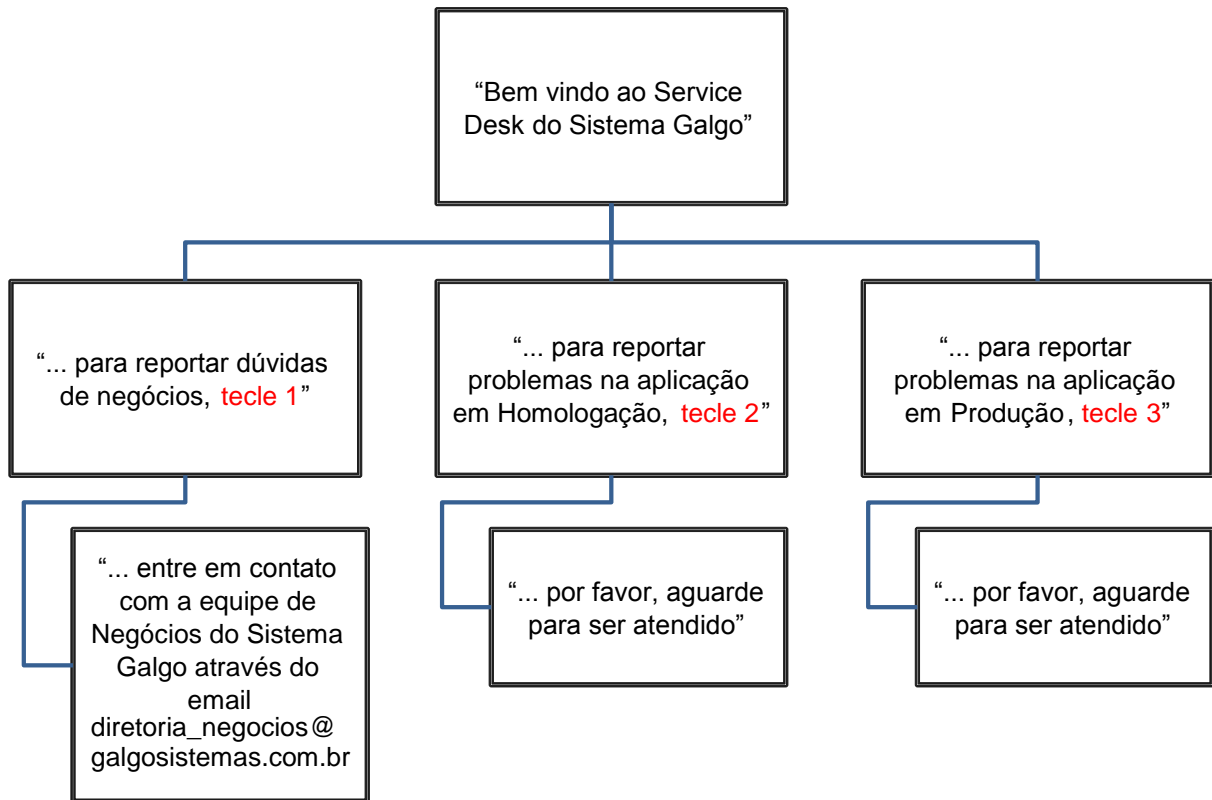 “Bem vindo ao Service
Desk do Sistema Galgo”
“... para reportar dúvidas
de negócios, tecle 1”
“... para reportar
problemas na aplicação
em Homologação, tecle 2”
“... para reportar
problemas na aplicação
em Produção, tecle 3”
“... entre em contato
com a equipe de
Negócios do Sistema
Galgo através do
email
diretoria_negocios@
galgosistemas.com.br
“... por favor, aguarde
para ser atendido”
“... por favor, aguarde
para ser atendido”